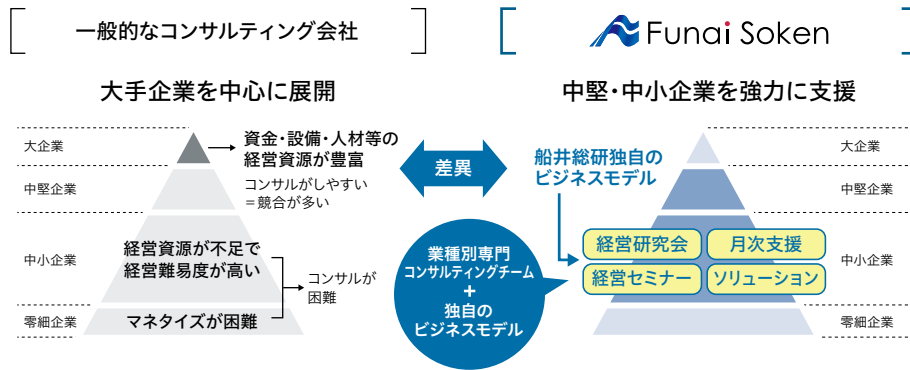 一般的なコンサルティング会社
大手企業を中心に展開
大企業
中堅企業
中小企業
零細企業
資金・設備・人材等の
経営資源が豊富
コンサルがしやすい
＝競合が多い
経営資源が不足で
経営難易度が高い
マネタイズが困難
コンサルが
困難
差異
業種別専門
コンサルティングチーム
+
独自の
ビジネスモデル
Funai Soken
中堅・中小企業を強力に支援
船井総研独自の
ビジネスモデル
経営研究会
月次支援
経営セミナー
ソリューション
大企業
中堅企業
中小企業
零細企業